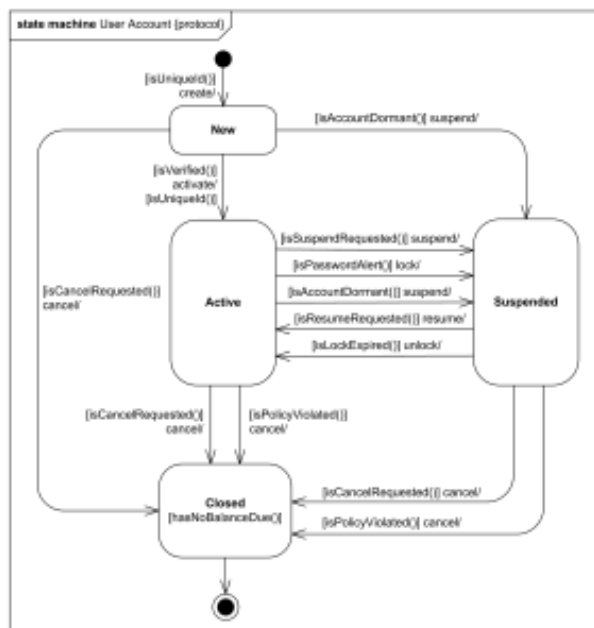 state machine User Account {protocol}
[isUniqueId()]
create/
New
[isAccountDormant()] suspend/
[isVerified()]
activate/
[isUniqueId()]
[isSuspendRequested()] suspend/
[isPasswordAlert()] lock/
[isAccountDormant()] suspend/
[isResumeRequested()] resume/
[isLockExpired()] unlock/
Active
Suspended
[isCancelRequested()]
cancel/
[isCancelRequested()]
cancel/
[isPolicyViolated()]
cancel/
Closed
[hasNoBalanceDue()]
[isCancelRequested()] cancel/
[isPolicyViolated()] cancel/